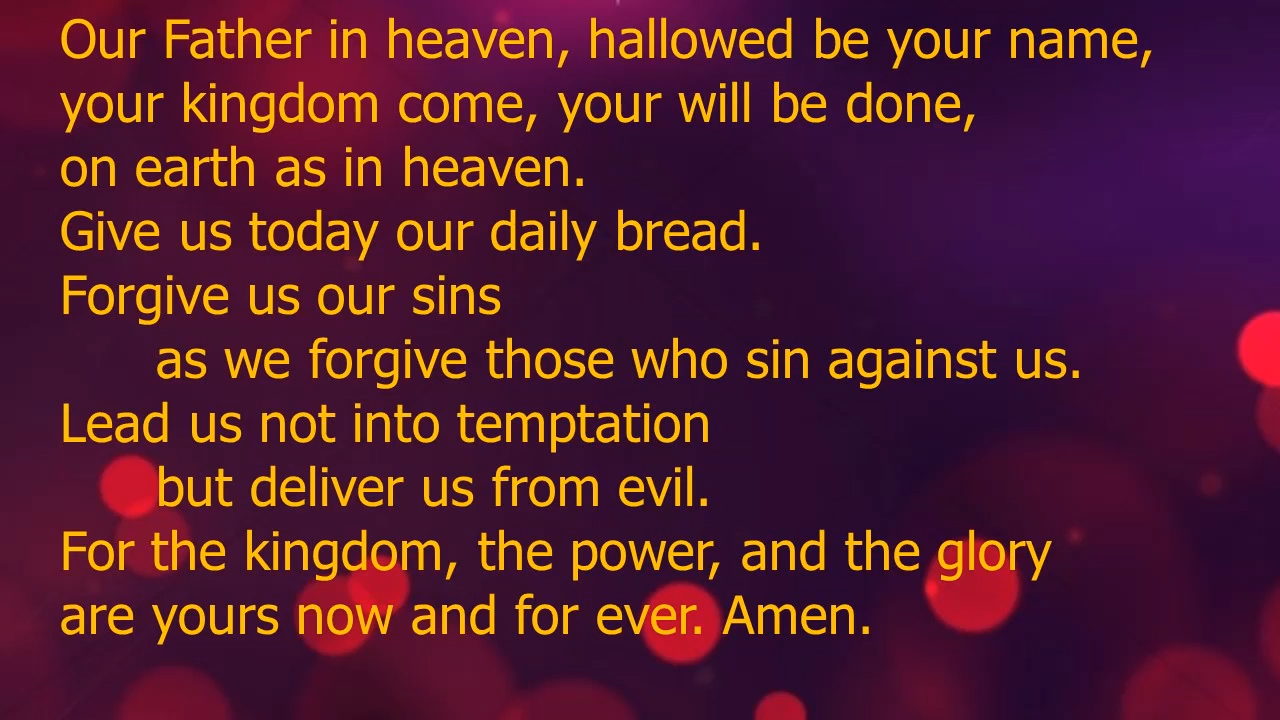 Our Father in heaven, hallowed be your name,
your kingdom come, your will be done,
on earth as in heaven.
Give us today our daily bread.
Forgive us our sins
as we forgive those who sin against us.
Lead us not into temptation
but deliver us from evil.
For the kingdom, the power, and the glory
are yours now and for ever. Amen.